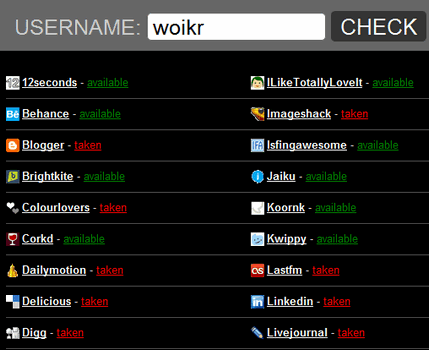 USERNAME: woikr CHECK
12seconds - available
Behance - available
Blogger - taken
Brightkite - available
Colourlovers - taken
Corkd - available
Dailymotion - taken
Delicious - taken
Digg - taken
ILikeTotallyLoveIt - available
Imageshack - taken
Isfingawesome - available
Jaiku - available
Koornk - available
Kwippy - available
Lastfm - taken
Linkedin - taken
Livejournal - taken